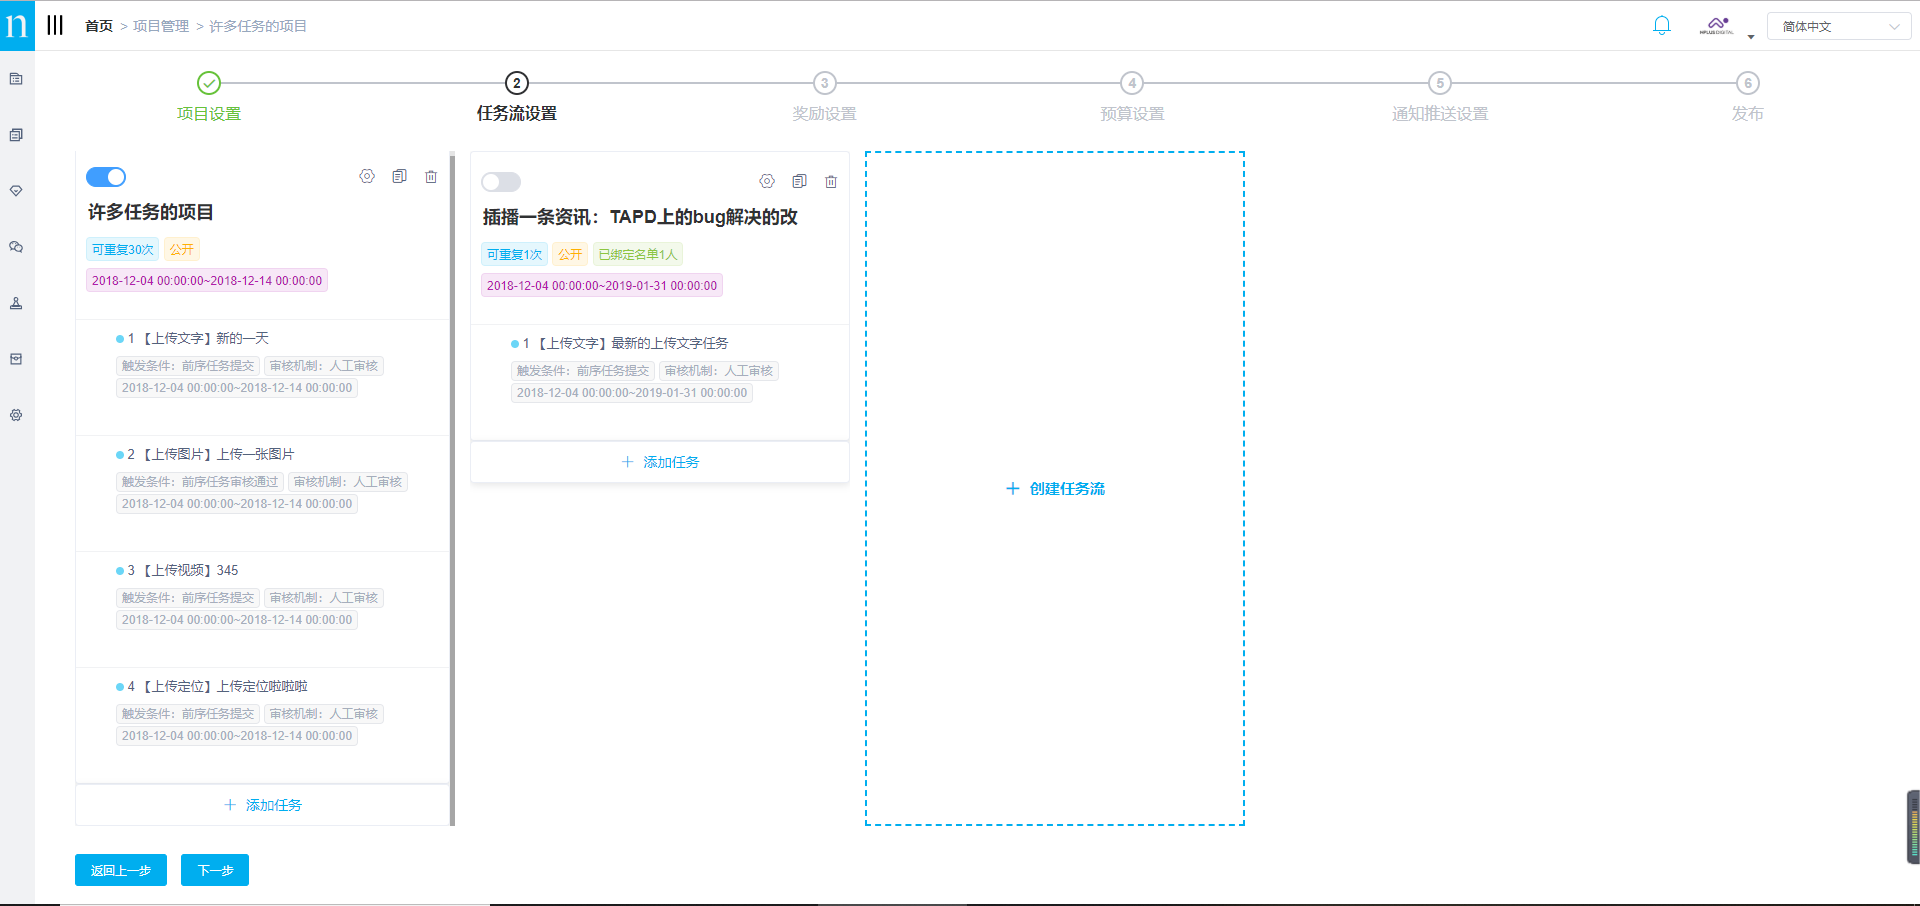 n
首页 > 项目管理 > 许多任务的项目
NPLUS DIGITAL
简体中文
2 3 4 5 6
项目设置 任务流设置 奖励设置 预算设置 通知推送设置 发布
许多任务的项目
可重复30次 公开
2018-12-04 00:00:00~2018-12-14 00:00:00
1 【上传文字】新的一天
触发条件：前序任务提交 审核机制：人工审核
2018-12-04 00:00:00~2018-12-14 00:00:00
2 【上传图片】上传一张图片
触发条件：前序任务审核通过 审核机制：人工审核
2018-12-04 00:00:00~2018-12-14 00:00:00
3 【上传视频】345
触发条件：前序任务提交 审核机制：人工审核
2018-12-04 00:00:00~2018-12-14 00:00:00
4 【上传定位】上传定位啦啦啦
触发条件：前序任务提交 审核机制：人工审核
2018-12-04 00:00:00~2018-12-14 00:00:00
+ 添加任务
插播一条资讯：TAPD上的bug解决的改
可重复1次 公开 已绑定名单1人
2018-12-04 00:00:00~2019-01-31 00:00:00
1 【上传文字】最新的上传文字任务
触发条件：前序任务提交 审核机制：人工审核
2018-12-04 00:00:00~2019-01-31 00:00:00
+ 添加任务
+ 创建任务流
返回上一步 下一步